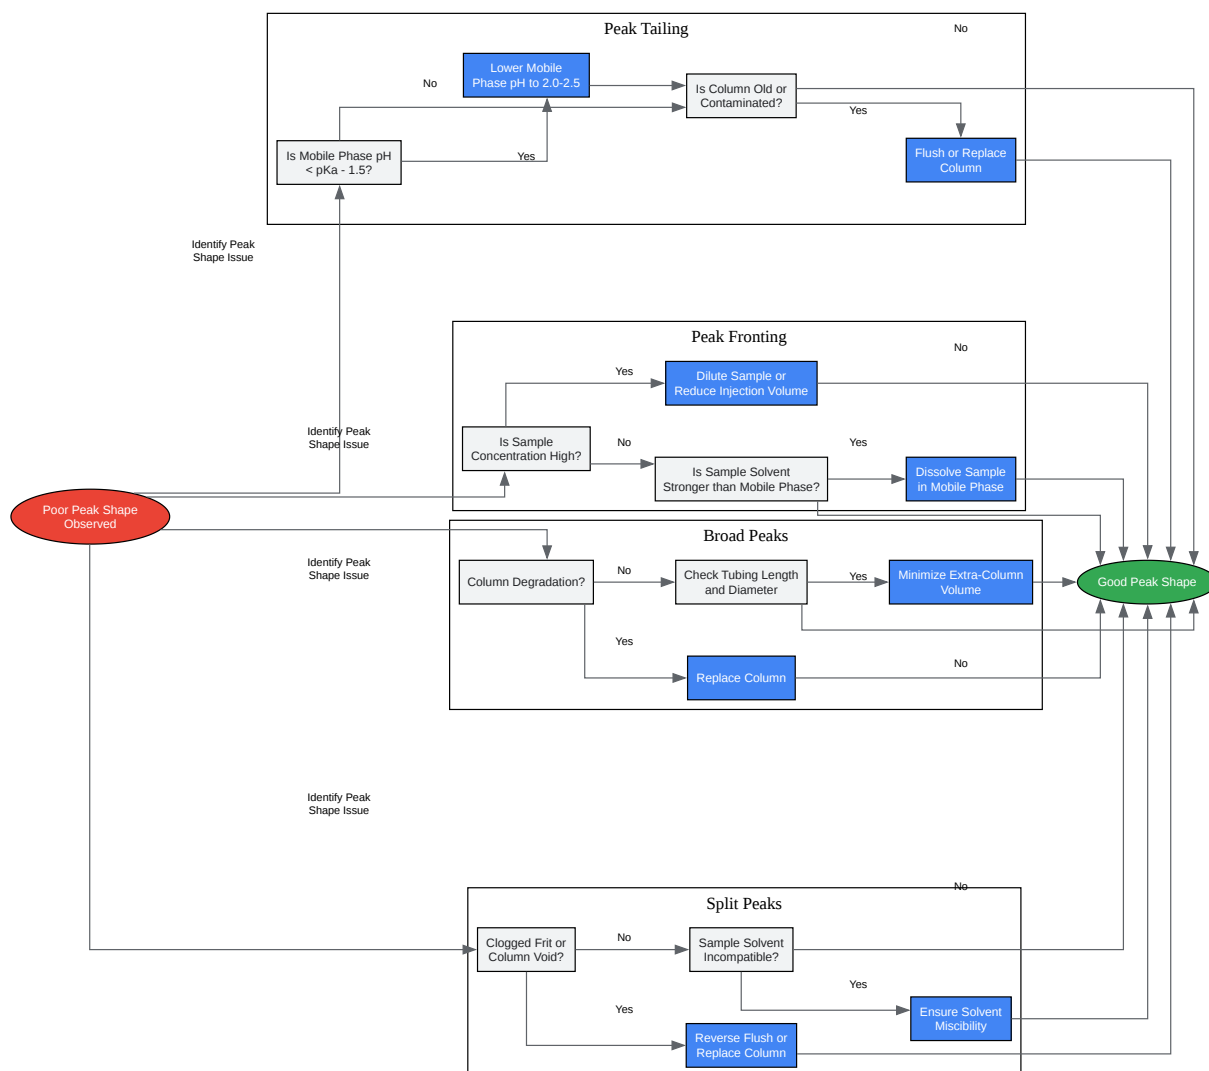 Peak Tailing
No
Lower Mobile
Phase pH to 2.0-2.5
No
Is Column Old or
Contaminated?
Yes
Is Mobile Phase pH
< pKa - 1.5?
Yes
Flush or Replace
Column
Identify Peak
Shape Issue
Peak Fronting
No
Yes
Dilute Sample or
Reduce Injection Volume
Identify Peak
Shape Issue
Is Sample
Concentration High?
No
Is Sample Solvent
Stronger than Mobile Phase?
Yes
Dissolve Sample
in Mobile Phase
Poor Peak Shape
Observed
Broad Peaks
Identify Peak
Shape Issue
Column Degradation?
No
Check Tubing Length
and Diameter
Yes
Minimize Extra-Column
Volume
Good Peak Shape
Yes
Replace Column
No
Identify Peak
Shape Issue
No
Split Peaks
Clogged Frit or
Column Void?
No
Sample Solvent
Incompatible?
Yes
Ensure Solvent
Miscibility
Yes
Reverse Flush or
Replace Column